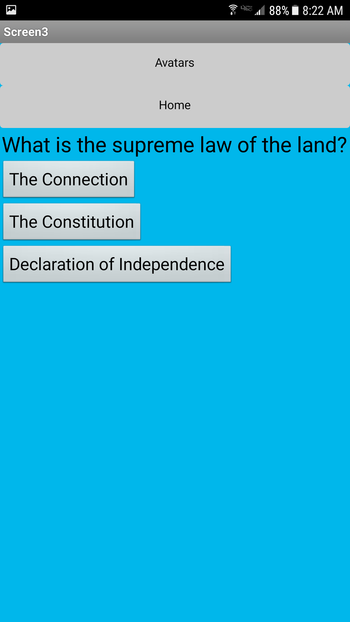 88% 8:22 AM
Screen3
Avatars
Home
What is the supreme law of the land?
The Connection
The Constitution
Declaration of Independence